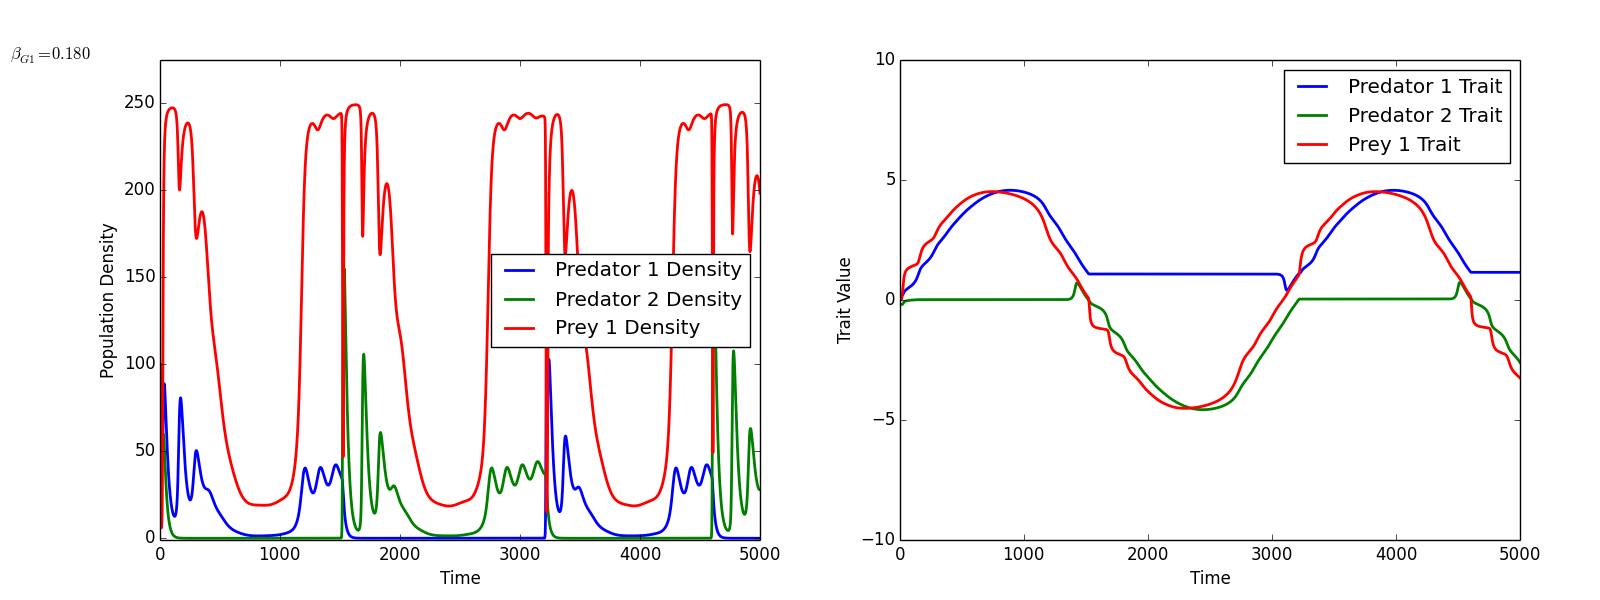 β_{G1}=0.180
Population Density
250
200
150
100
50
0
0 1000 2000 3000 4000 5000
Time
Predator 1 Density
Predator 2 Density
Prey 1 Density
Trait Value
10
5
0
−5
−10
0 1000 2000 3000 4000 5000
Time
Predator 1 Trait
Predator 2 Trait
Prey 1 Trait